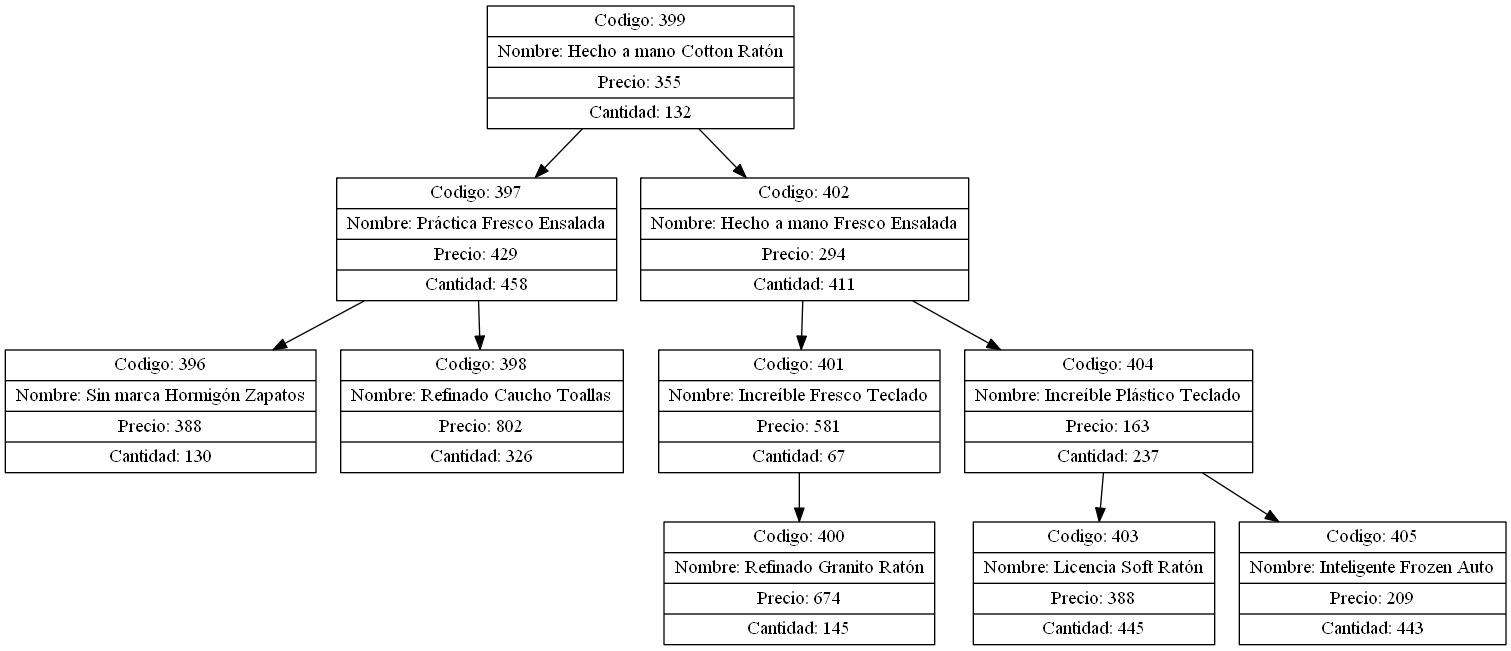 Codigo: 399
Nombre: Hecho a mano Cotton Ratón
Precio: 355
Cantidad: 132
Codigo: 397
Nombre: Práctica Fresco Ensalada
Precio: 429
Cantidad: 458
Codigo: 402
Nombre: Hecho a mano Fresco Ensalada
Precio: 294
Cantidad: 411
Codigo: 396
Nombre: Sin marca Hormigón Zapatos
Precio: 388
Cantidad: 130
Codigo: 398
Nombre: Refinado Caucho Toallas
Precio: 802
Cantidad: 326
Codigo: 401
Nombre: Increíble Fresco Teclado
Precio: 581
Cantidad: 67
Codigo: 404
Nombre: Increíble Plástico Teclado
Precio: 163
Cantidad: 237
Codigo: 400
Nombre: Refinado Granito Ratón
Precio: 674
Cantidad: 145
Codigo: 403
Nombre: Licencia Soft Ratón
Precio: 388
Cantidad: 445
Codigo: 405
Nombre: Inteligente Frozen Auto
Precio: 209
Cantidad: 443